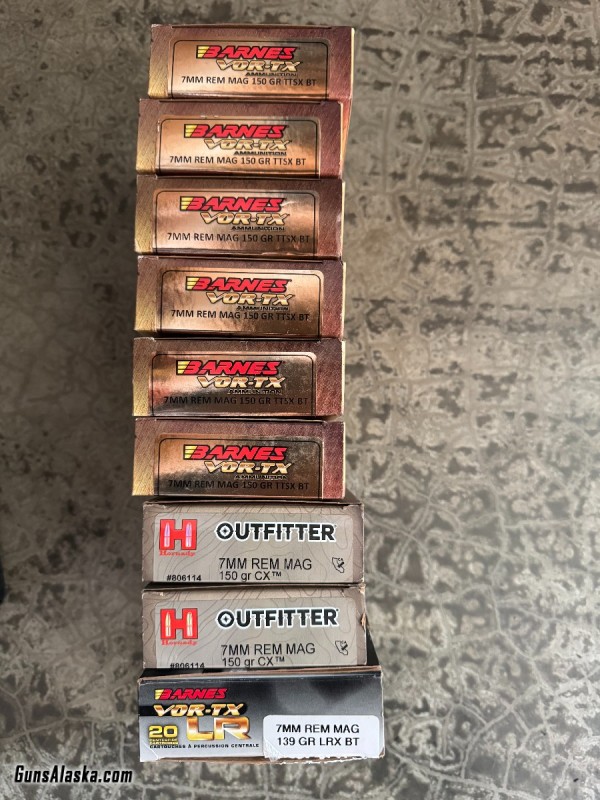 BARNES
VOR-TX
AMMUNITION
7MM REM MAG 150 GR TTSX BT
BARNES
VOR-TX
AMMUNITION
7MM REM MAG 150 GR TTSX BT
BARNES
VOR-TX
AMMUNITION
7MM REM MAG 150 GR TTSX BT
BARNES
VOR-TX
AMMUNITION
7MM REM MAG 150 GR TTSX BT
BARNES
VOR-TX
AMMUNITION
7MM REM MAG 150 GR TTSX BT
BARNES
VOR-TX
AMMUNITION
7MM REM MAG 150 GR TTSX BT
H OUTFITTER
Hornady
7MM REM MAG
#806114 150 gr CX™
H OUTFITTER
Hornady
7MM REM MAG
#806114 150 gr CX™
BARNES
VOR-TX
20 LR
CARTOUCHES À PERCUSSION CENTRALE
7MM REM MAG
139 GR LRX BT
GunsAlaska.com